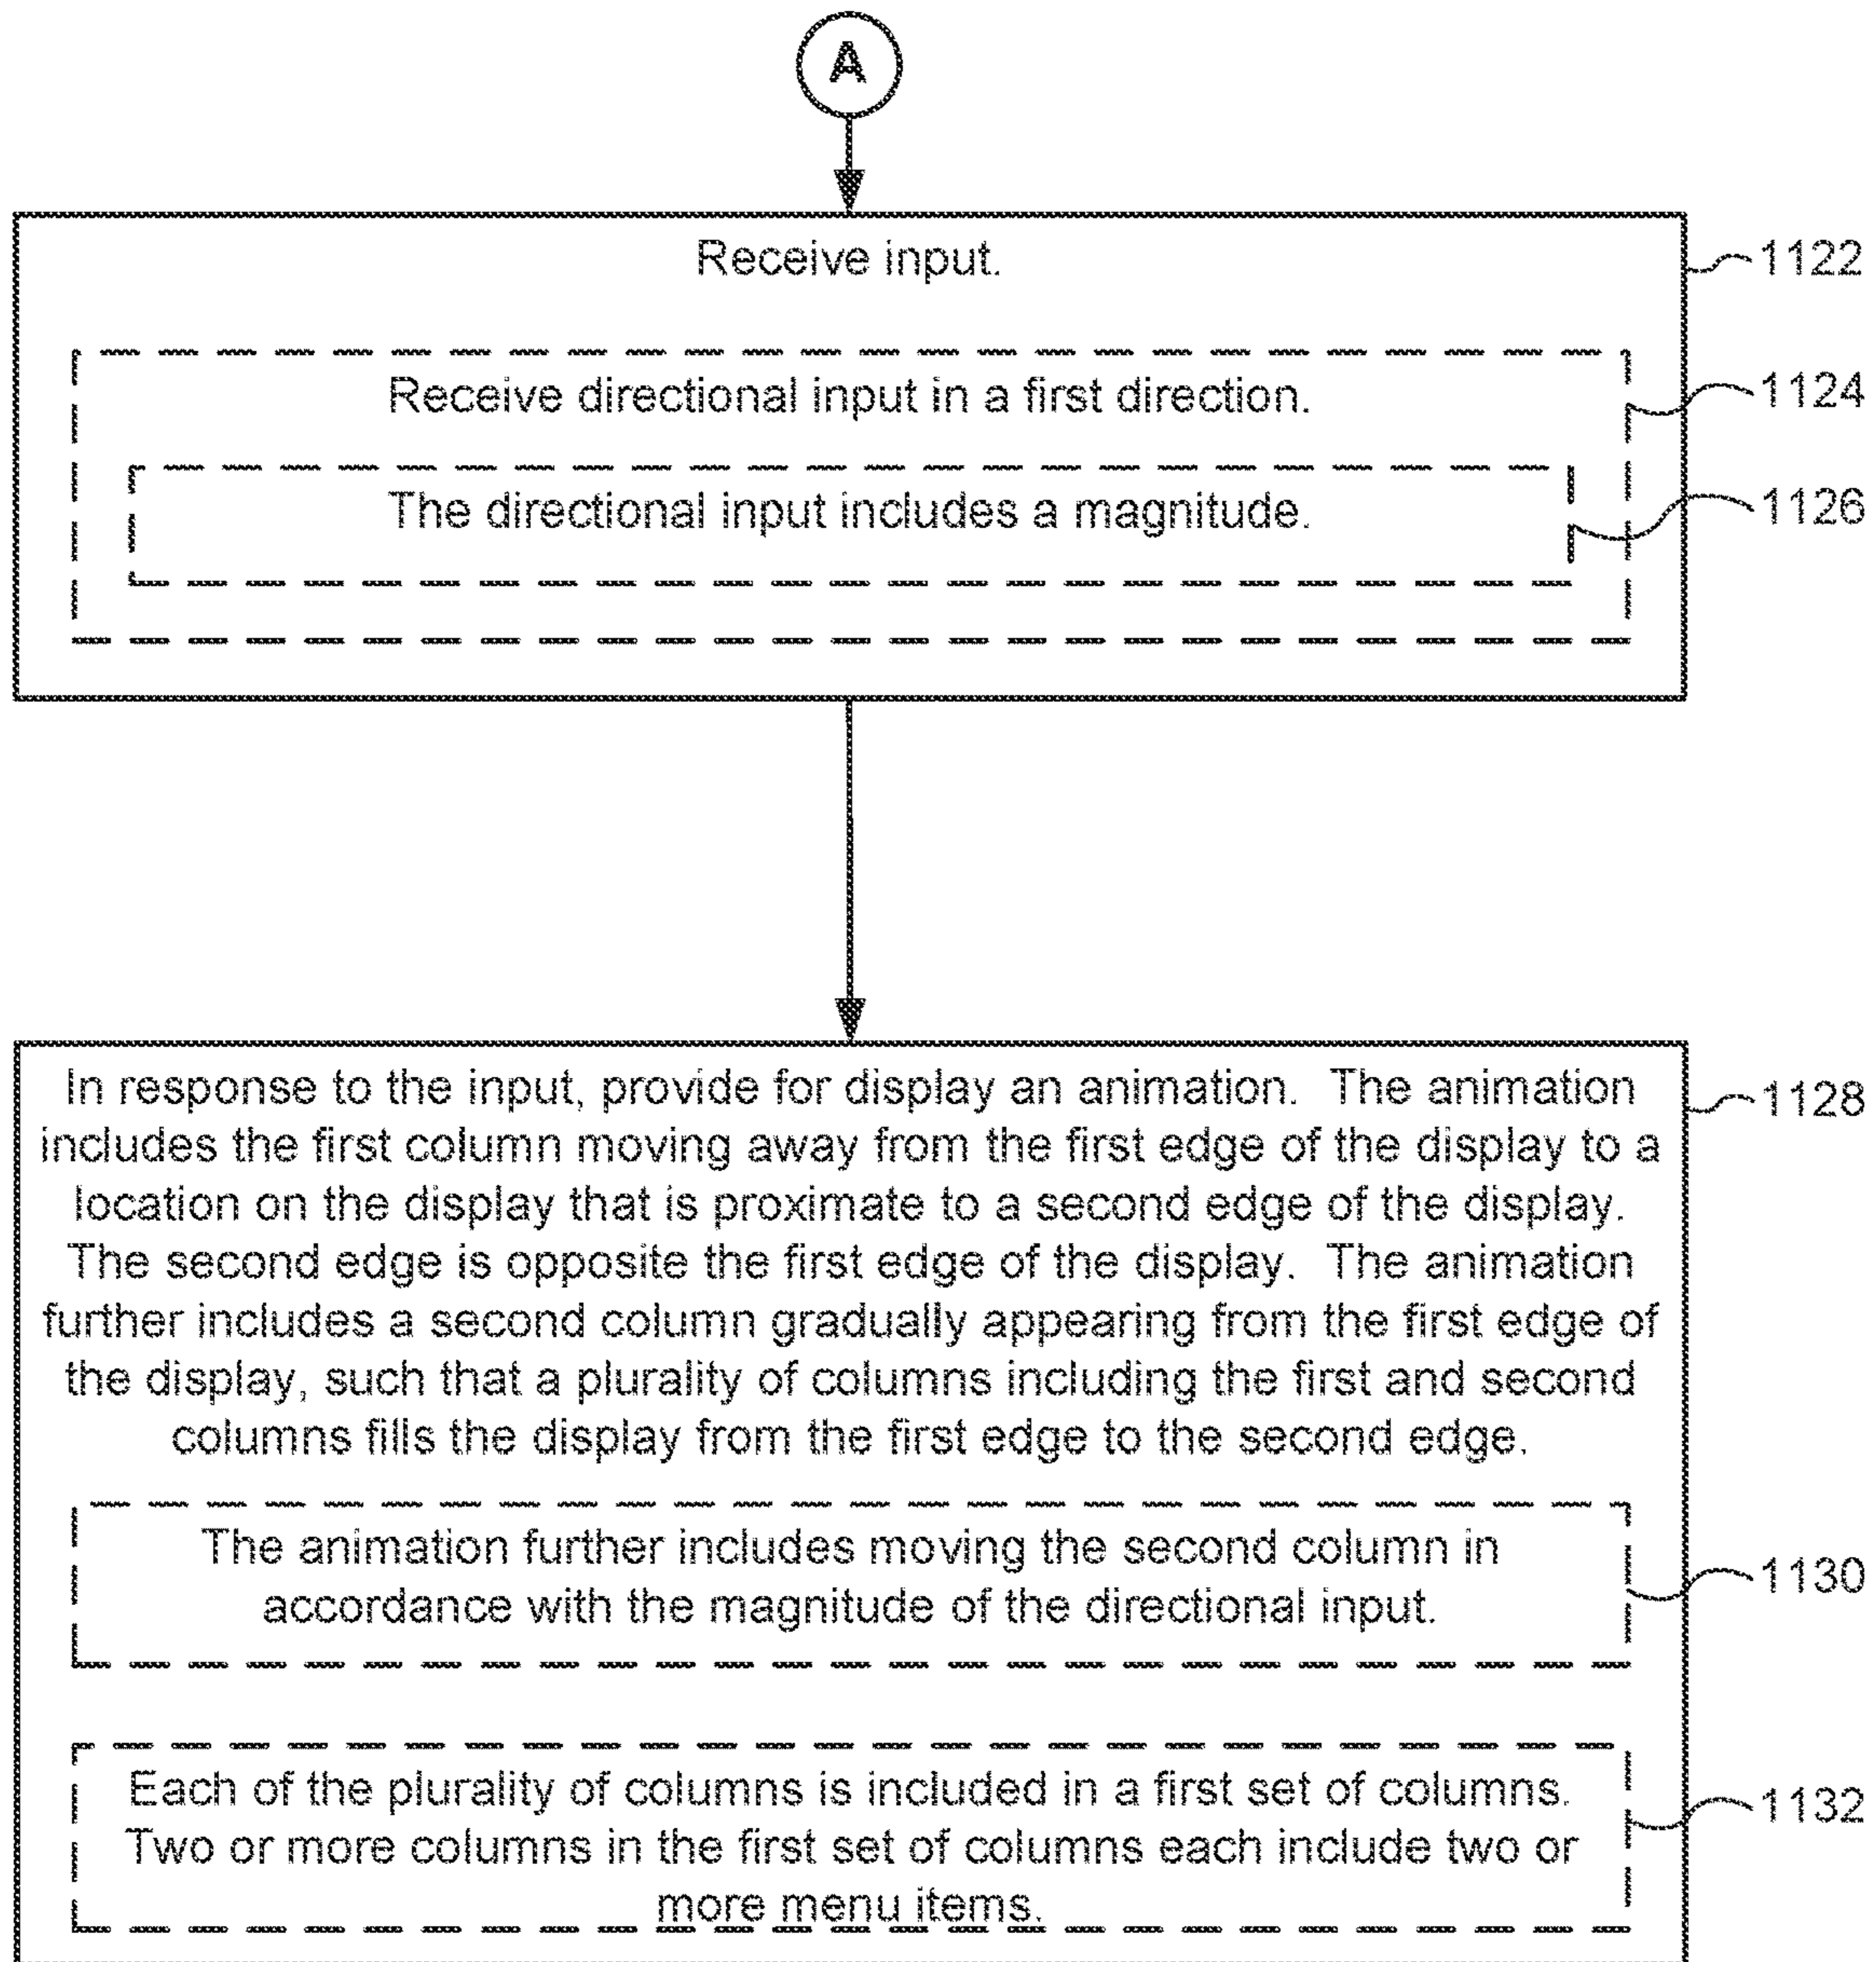 A
Receive input.
1122
Receive directional input in a first direction.
1124
The directional input includes a magnitude.
1126
In response to the input, provide for display an animation. The animation
1128
includes the first column moving away from the first edge of the display to a
location on the display that is proximate to a second edge of the display.
The second edge is opposite the first edge of the display. The animation
further includes a second column gradually appearing from the first edge of
the display, such that a plurality of columns including the first and second
columns fills the display from the first edge to the second edge.
The animation further includes moving the second column in
1130
accordance with the magnitude of the directional input.
Each of the plurality of columns is included in a first set of columns.
1132
Two or more columns in the first set of columns each include two or
more menu items.